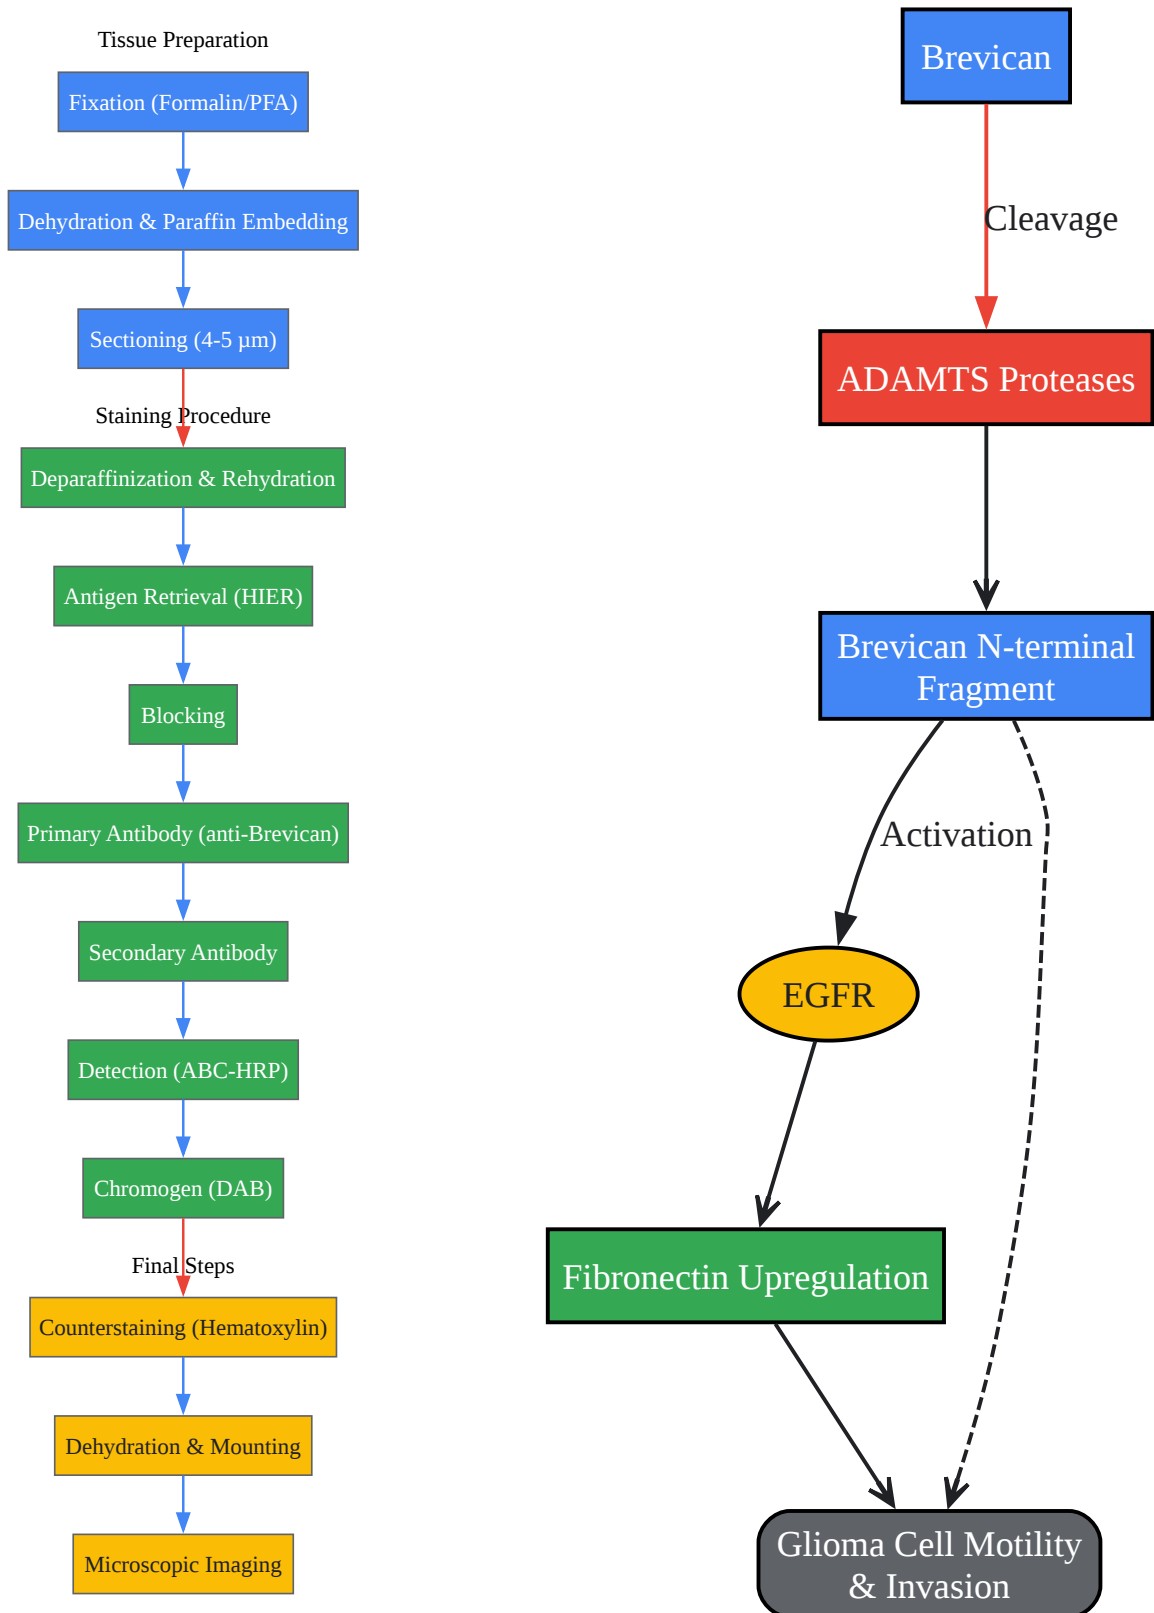 Tissue Preparation
Fixation (Formalin/PFA)
Dehydration & Paraffin Embedding
Sectioning (4-5 µm)
Staining Procedure
Deparaffinization & Rehydration
Antigen Retrieval (HIER)
Blocking
Primary Antibody (anti-Brevican)
Secondary Antibody
Detection (ABC-HRP)
Chromogen (DAB)
Final Steps
Counterstaining (Hematoxylin)
Dehydration & Mounting
Microscopic Imaging
Brevican
Cleavage
ADAMTS Proteases
Brevican N-terminal
Fragment
Activation
EGFR
Fibronectin Upregulation
Glioma Cell Motility
& Invasion